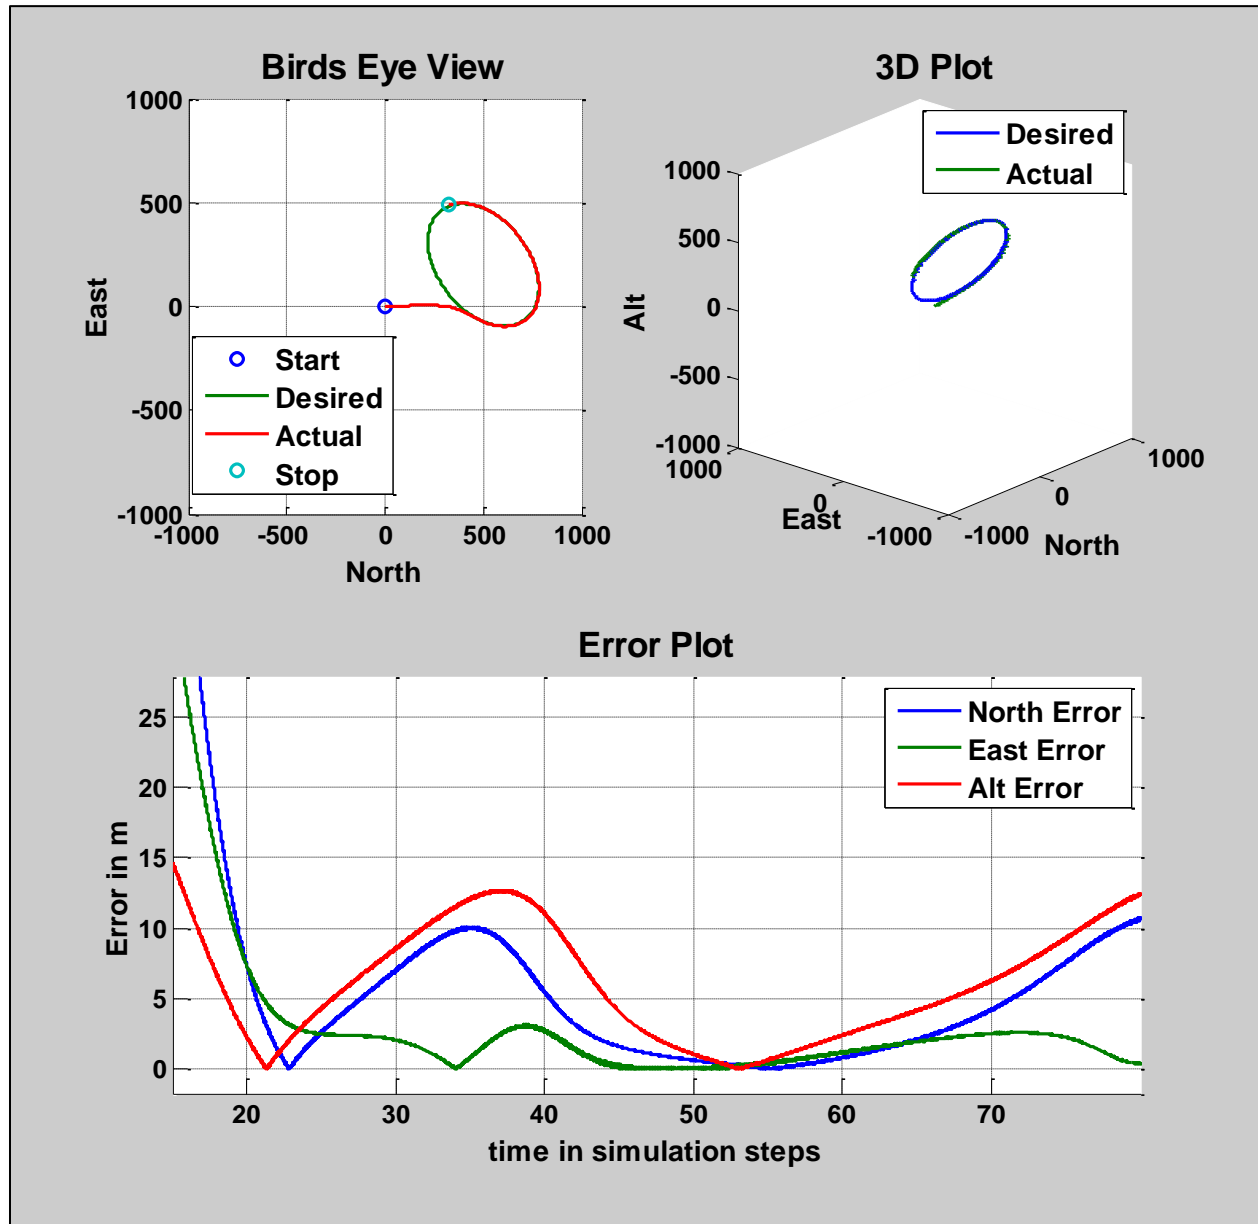 Birds Eye View
1000
500
0
-500
-1000
East
-1000 -500 0 500 1000
North
Start
Desired
Actual
Stop
3D Plot
Desired
Actual
1000
500
0
-500
-1000
Alt
1000
0
-1000
East
-1000
0
1000
North
Error Plot
25
20
15
10
5
0
Error in m
North Error
East Error
Alt Error
20 30 40 50 60 70
time in simulation steps